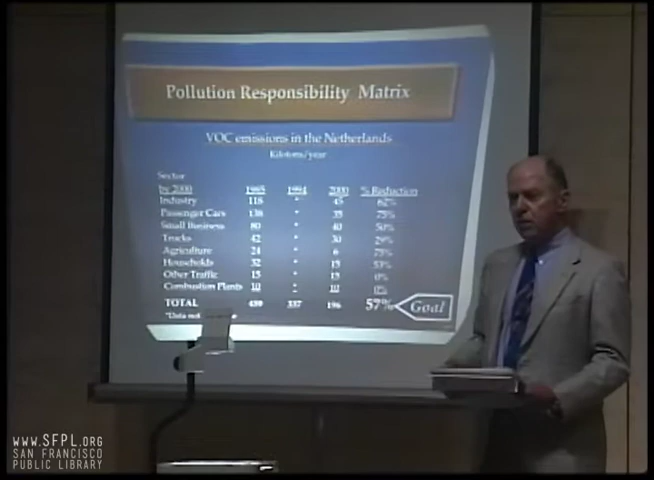 Pollution Responsibility Matrix
VOC emissions in the Netherlands
Kilotons/year
Sector
by 2000 1985 1994 2000 % Reduction
Industry * 45 62%
Passenger Cars 138 * 35 75%
Small Business 80 * 40 50%
Trucks 42 * 30 29%
Agriculture 24 * 6 75%
Households 32 * 15 53%
Other Traffic 15 * 15 0%
Combustion Plants 10 * 10 0%
TOTAL 337 196 57% Goal
*Data not
WWW.SFPL.ORG
SAN FRANCISCO
PUBLIC LIBRARY